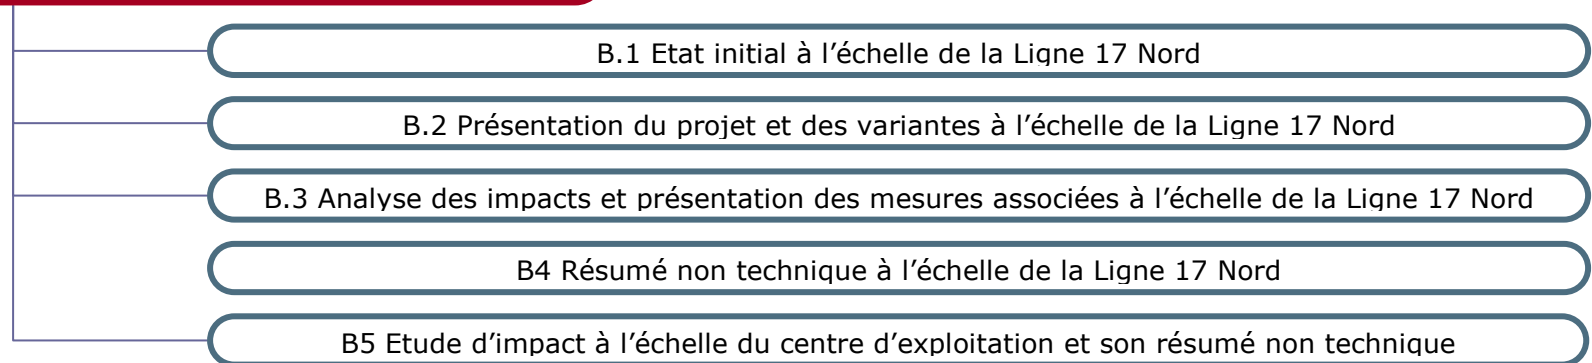 B.1 Etat initial à l’échelle de la Ligne 17 Nord
B.2 Présentation du projet et des variantes à l’échelle de la Ligne 17 Nord
B.3 Analyse des impacts et présentation des mesures associées à l’échelle de la Ligne 17 Nord
B4 Résumé non technique à l’échelle de la Ligne 17 Nord
B5 Etude d’impact à l’échelle du centre d’exploitation et son résumé non technique